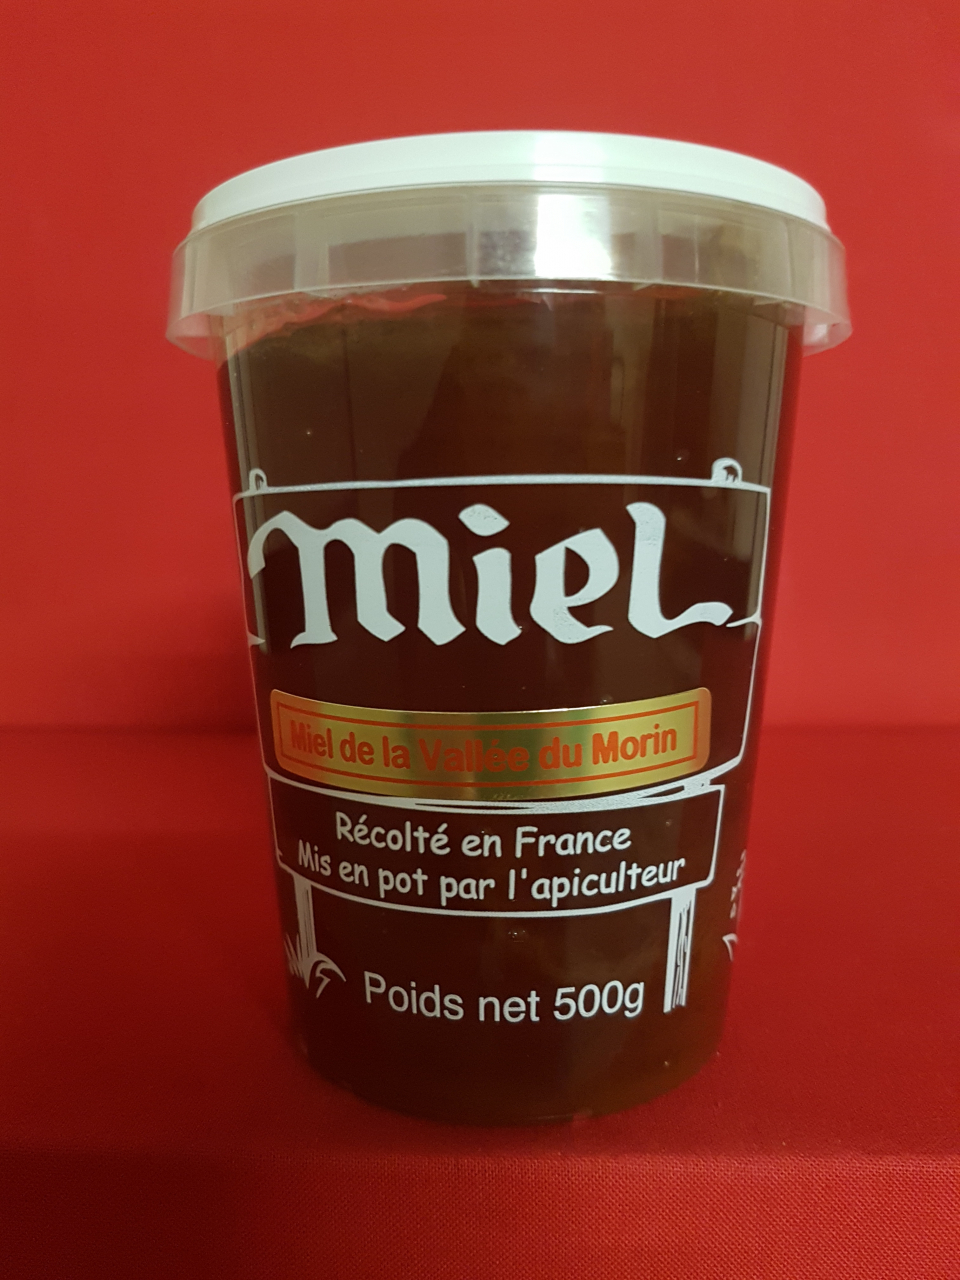 Miel
Miel de la Vallée du Morin
Récolté en France
Mis en pot par l'apiculteur
Poids net 500g